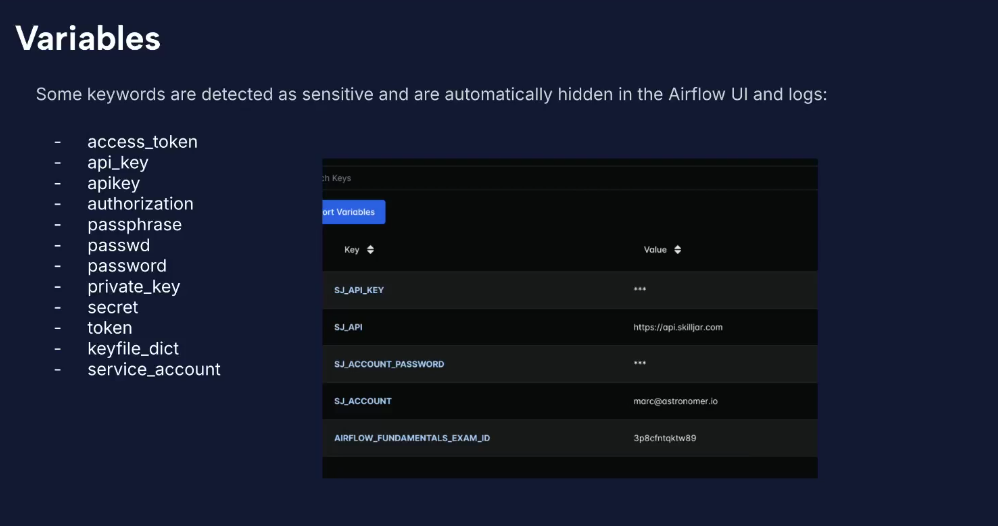 Variables
Some keywords are detected as sensitive and are automatically hidden in the Airflow UI and logs:
- access_token
- api_key
- apikey
- authorization
- passphrase
- passwd
- password
- private_key
- secret
- token
- keyfile_dict
- service_account
ch Keys
ort Variables
Key Value
SJ_API_KEY ***
SJ_API https://api.skilljar.com
SJ_ACCOUNT_PASSWORD ***
SJ_ACCOUNT marc@astronomer.io
AIRFLOW_FUNDAMENTALS_EXAM_ID 3p8cfntqktw89